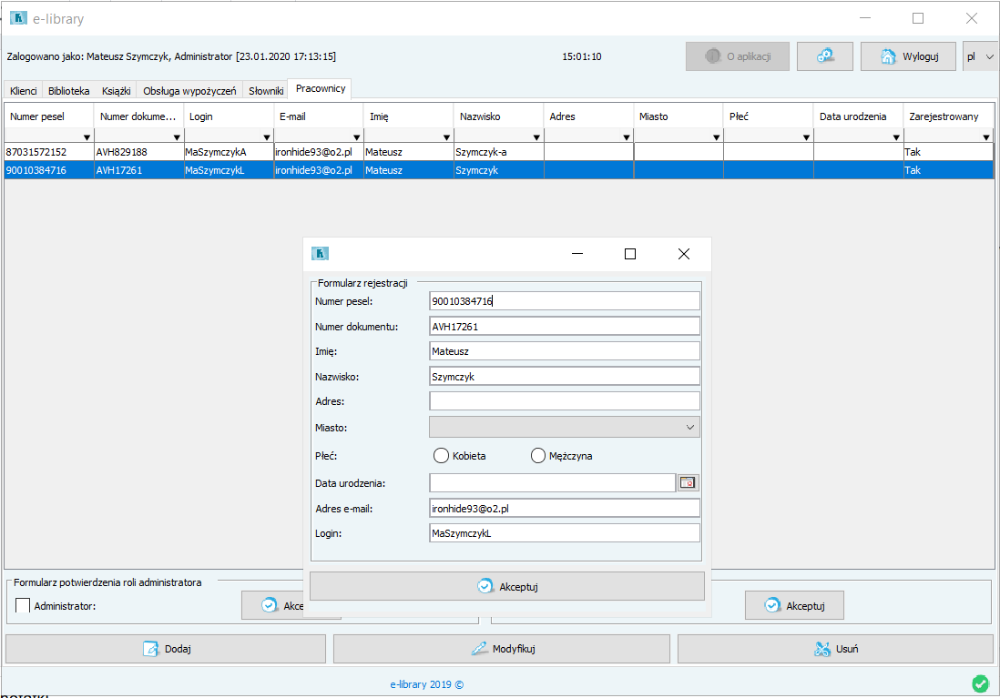 e-library
Zalogowano jako: Mateusz Szymczyk, Administrator [23.01.2020 17:13:15] 15:01:10 O aplikacji Wyloguj pl
Klienci Biblioteka Książki Obsługa wypożyczeń Słowniki Pracownicy
Numer pesel Numer dokume... Login E-mail Imię Nazwisko Adres Miasto Płeć Data urodzenia Zarejestrowany
87031572152 AVH829188 MaSzymczykA ironhide93@o2.pl Mateusz Szymczyk-a Tak
90010384716 AVH17261 MaSzymczykL ironhide93@o2.pl Mateusz Szymczyk Tak
Formularz rejestracji
Numer pesel: 90010384716
Numer dokumentu: AVH17261
Imię: Mateusz
Nazwisko: Szymczyk
Adres:
Miasto:
Płeć: Kobieta Mężczyzna
Data urodzenia:
Adres e-mail: ironhide93@o2.pl
Login: MaSzymczykL
Akceptuj
Formularz potwierdzenia roli administratora
Administrator: Akce Akceptuj
Dodaj Modyfikuj Usuń
e-library 2019 ©